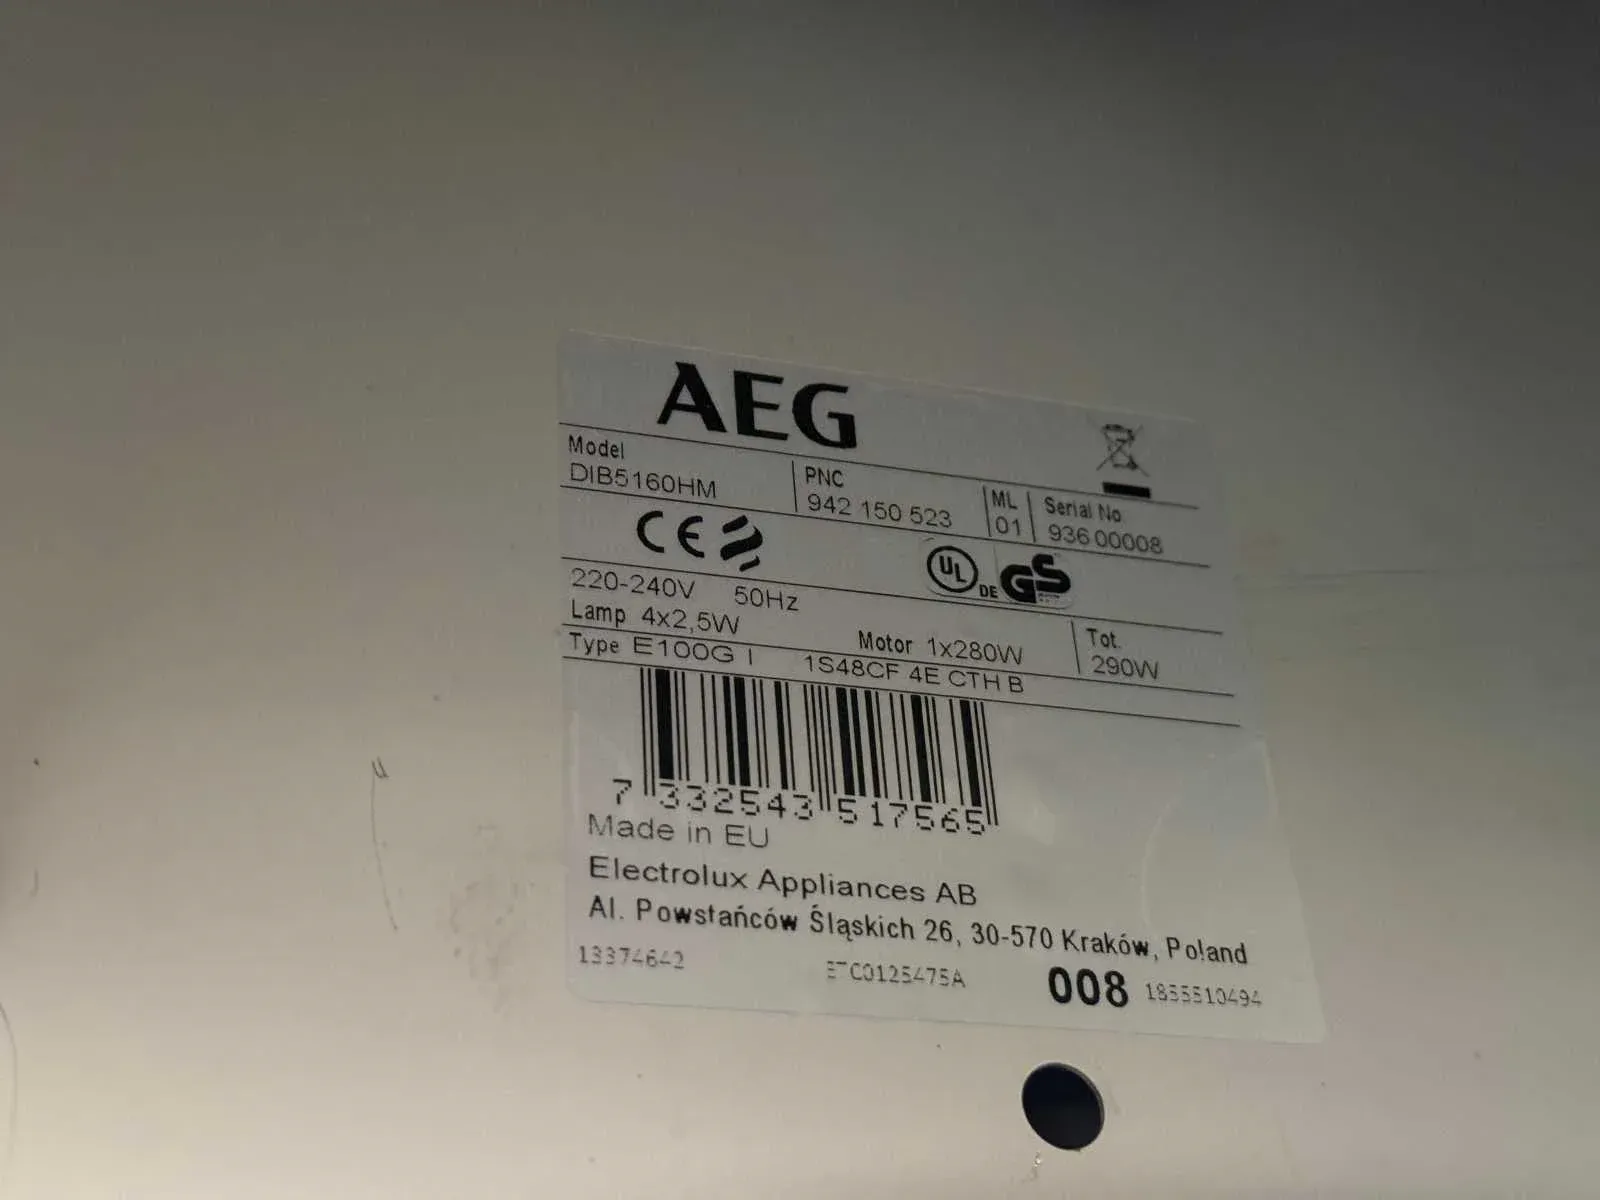 AEG
Model PNC ML Serial No.
DIB5160HM 942 150 523 01 936 00008
CE UL DE GS
220-240V 50Hz
Lamp 4x2,5W Motor 1x280W Tot. 290W
Type E100G I 1S48CF 4E CTH B
7 332543 517565
Made in EU
Electrolux Appliances AB
Al. Powstańców Śląskich 26, 30-570 Kraków, Poland
13374642 008 1855510494